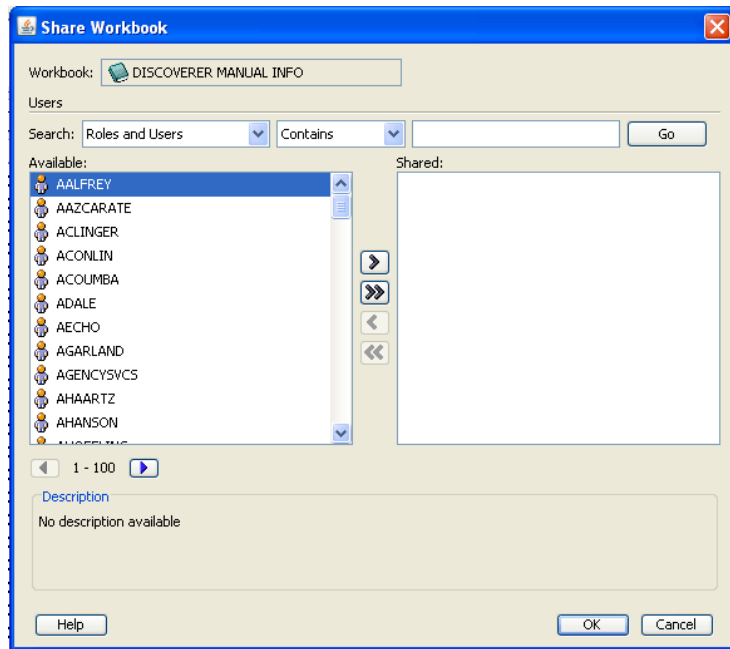 Share Workbook
Workbook: DISCOVERER MANUAL INFO
Users
Search: Roles and Users Contains Go
Available: Shared:
AALFREY
AAZCARATE
ACLINGER
ACONLIN
ACOUMBA
ADALE
AECHO
AGARLAND
AGENCYSVCS
AHAARTZ
AHANSON
1 - 100
Description
No description available
Help OK Cancel